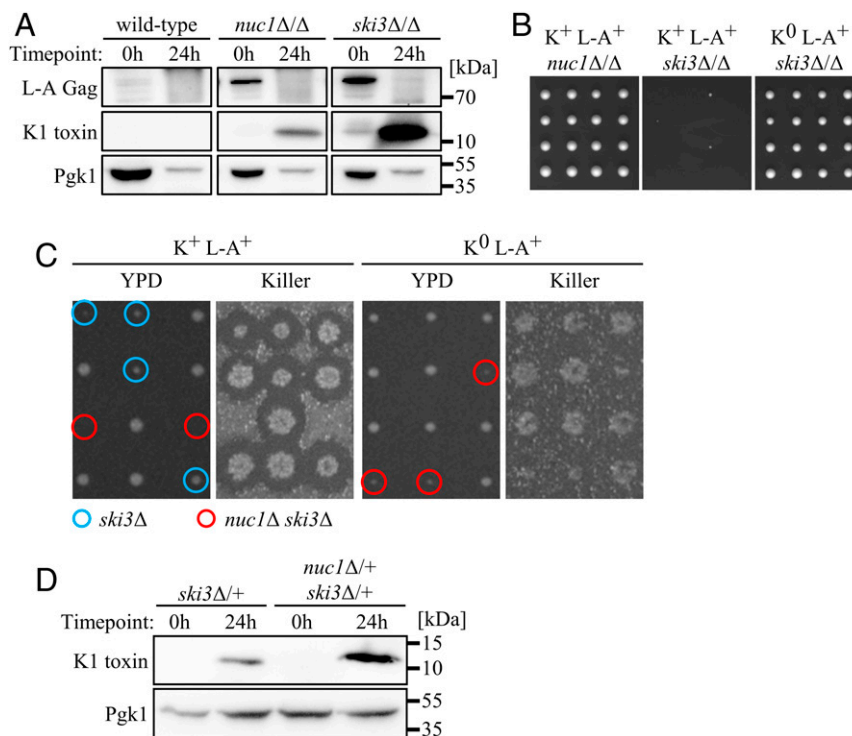 A
wild-type nuc1Δ/Δ ski3Δ/Δ
Timepoint: 0h 24h 0h 24h 0h 24h [kDa]
L-A Gag
70
K1 toxin
10
Pgk1
55
35
B
K+ L-A+ K+ L-A+ K0 L-A+
nuc1Δ/Δ ski3Δ/Δ ski3Δ/Δ
C
K+ L-A+ K0 L-A+
YPD Killer YPD Killer
ski3Δ nuc1Δ ski3Δ
D
nuc1Δ/+
ski3Δ/+ ski3Δ/+
Timepoint: 0h 24h 0h 24h [kDa]
15
K1 toxin
10
55
Pgk1
35